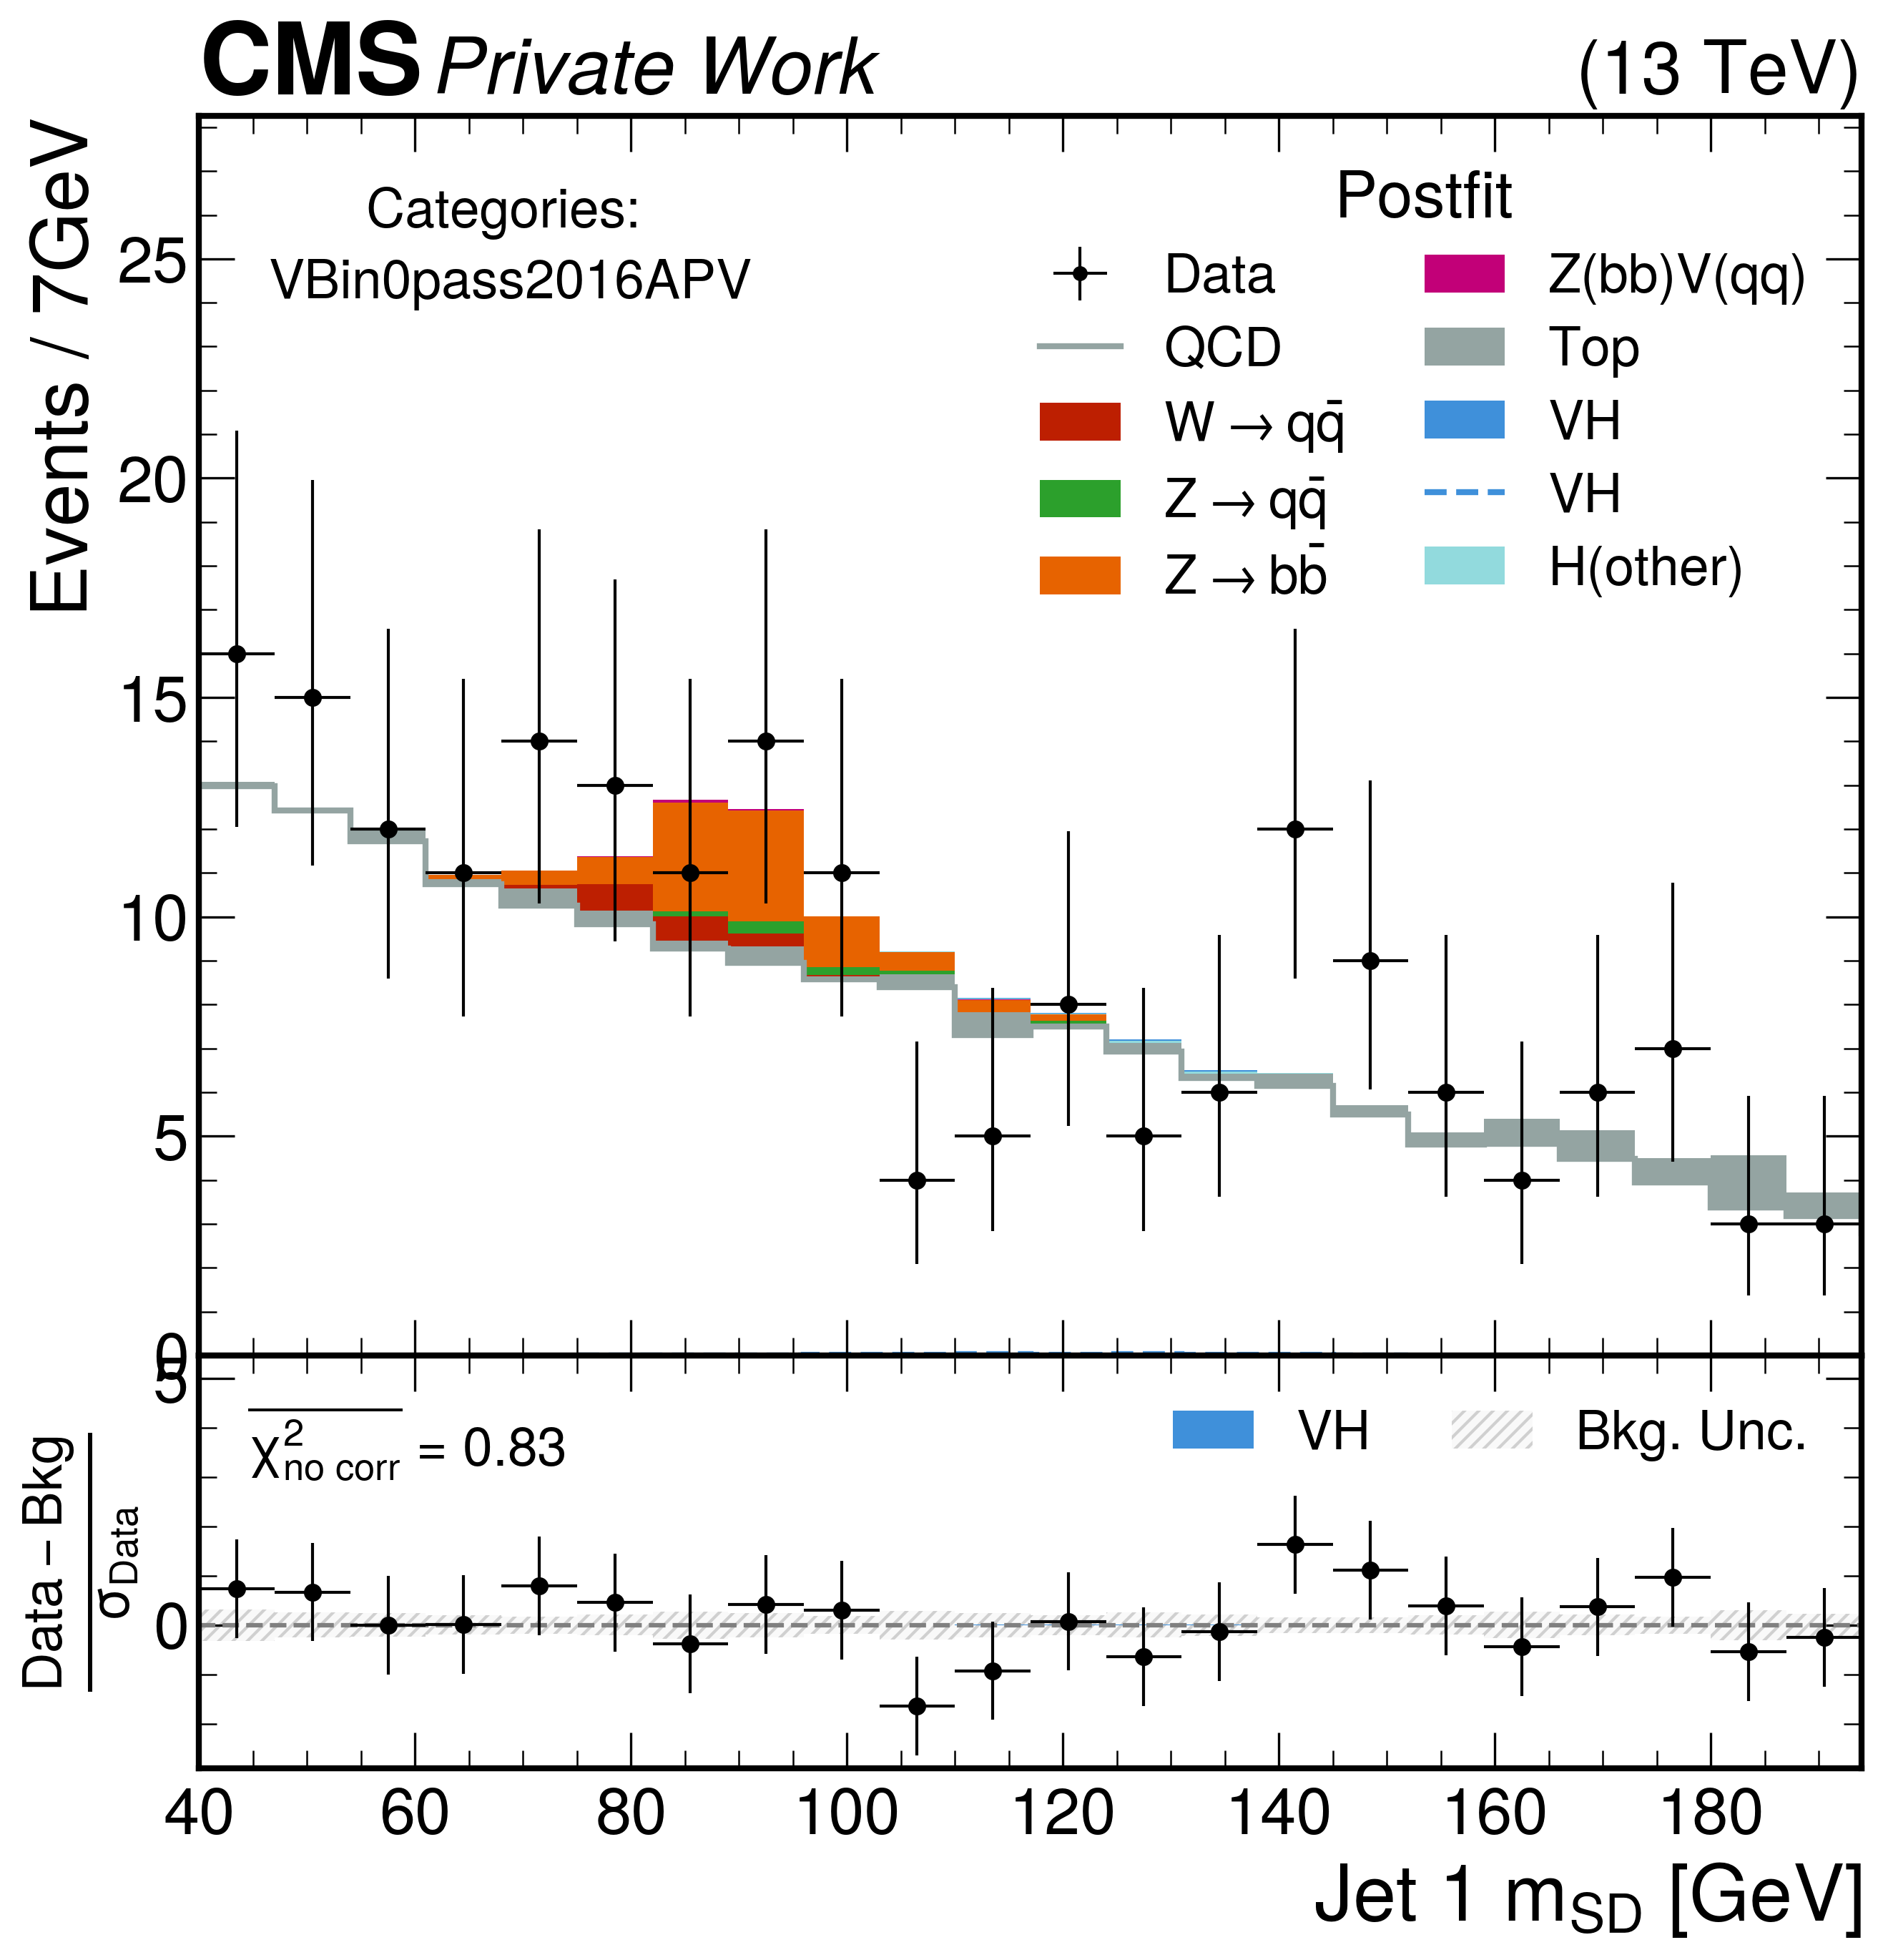 CMS Private Work (13 TeV)
Events / 7GeV
Categories:
VBin0pass2016APV
Postfit
Data
QCD
W → qq̄
Z → qq̄
Z → bb̄
Z(bb)V(qq)
Top
VH
VH
H(other)
25
20
15
10
5
0
5
0
χ²no corr = 0.83
VH
Bkg. Unc.
Data − Bkg
σData
40 60 80 100 120 140 160 180
Jet 1 mSD [GeV]